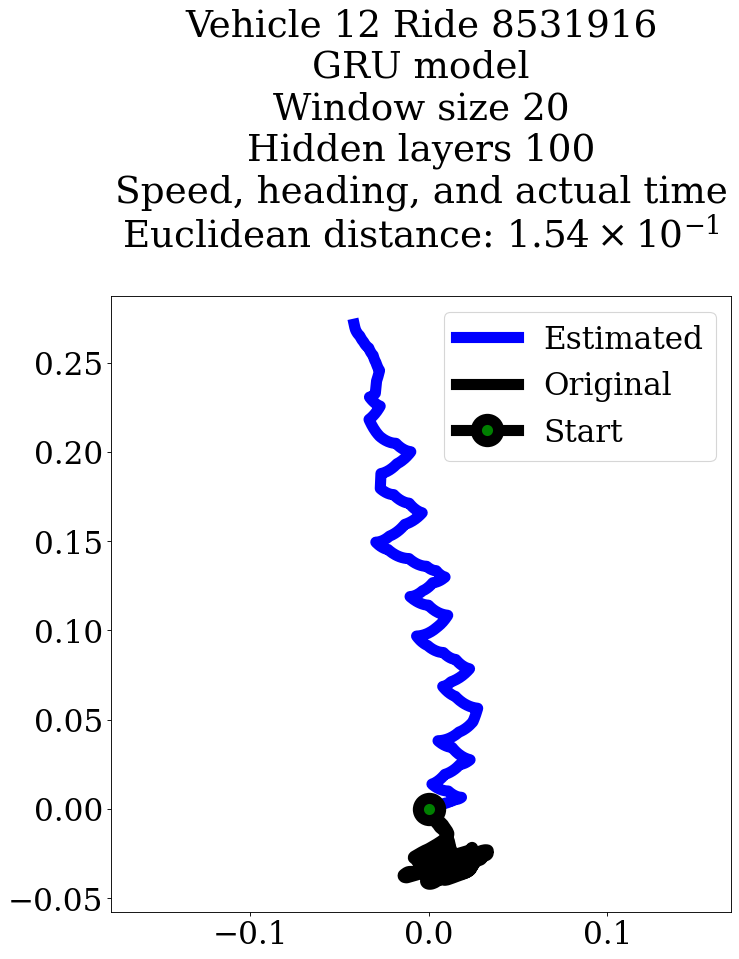 Vehicle 12 Ride 8531916
GRU model
Window size 20
Hidden layers 100
Speed, heading, and actual time
Euclidean distance: 1.54 × 10⁻¹
Estimated
Original
Start
0.25
0.20
0.15
0.10
0.05
0.00
−0.05
−0.1
0.0
0.1